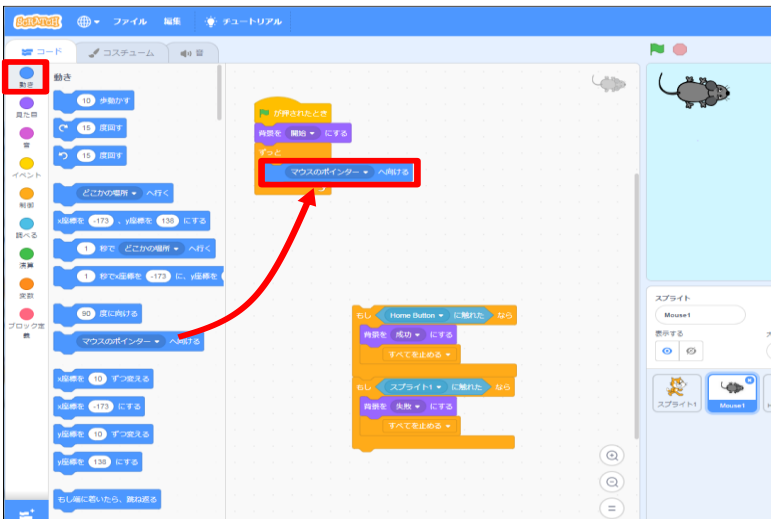 SCRATCH
ファイル 編集 チュートリアル
コード コスチューム 音
動き
見た目
音
イベント
制御
調べる
演算
変数
ブロック定義
動き
10 歩動かす
15 度回す
15 度回す
どこかの場所 へ行く
x座標を -173 、y座標を 138 にする
1 秒で どこかの場所 へ行く
1 秒でx座標を -173 に、y座標を
90 度に向ける
マウスのポインター へ向ける
x座標を 10 ずつ変える
x座標を -173 にする
y座標を 10 ずつ変える
y座標を 138 にする
もし端に着いたら、跳ね返る
が押されたとき
背景を 開始 にする
ずっと
マウスのポインター へ向ける
もし Home Button に触れた なら
背景を 成功 にする
すべてを止める
もし スプライト1 に触れた なら
背景を 失敗 にする
すべてを止める
スプライト
Mouse1
表示する
スプライト1
Mouse1